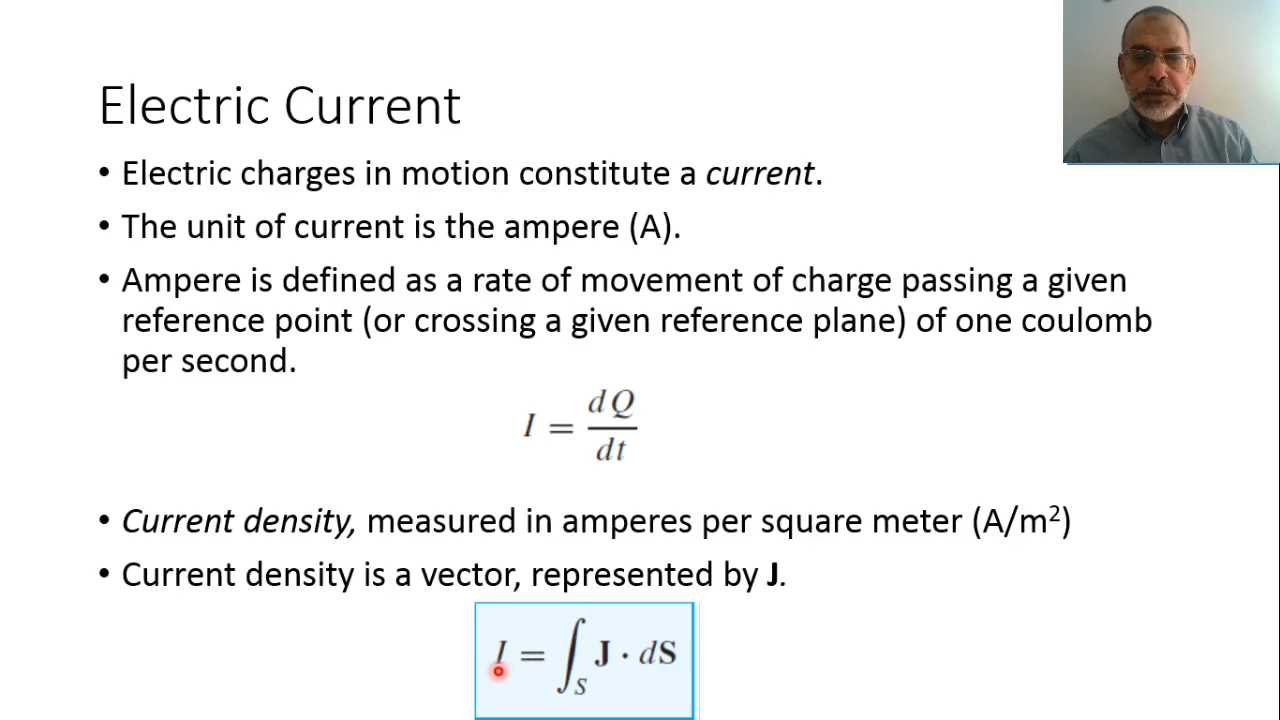 Electric Current
• Electric charges in motion constitute a current.
• The unit of current is the ampere (A).
• Ampere is defined as a rate of movement of charge passing a given
reference point (or crossing a given reference plane) of one coulomb
per second.
I = dQ/dt
• Current density, measured in amperes per square meter (A/m²)
• Current density is a vector, represented by J.
I = ∫_S J · dS